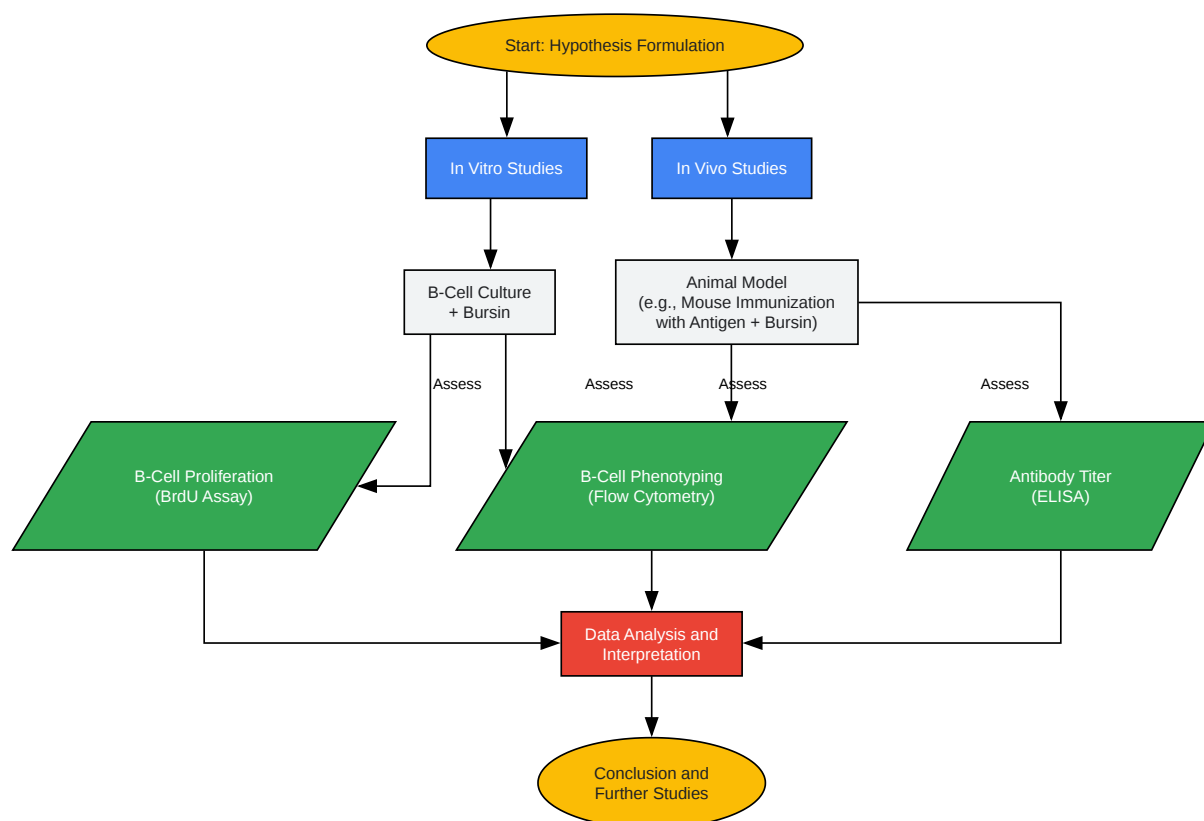 Start: Hypothesis Formulation
In Vitro Studies
In Vivo Studies
B-Cell Culture
+ Bursin
Animal Model
(e.g., Mouse Immunization
with Antigen + Bursin)
Assess
Assess
Assess
Assess
B-Cell Proliferation
(BrdU Assay)
B-Cell Phenotyping
(Flow Cytometry)
Antibody Titer
(ELISA)
Data Analysis and
Interpretation
Conclusion and
Further Studies